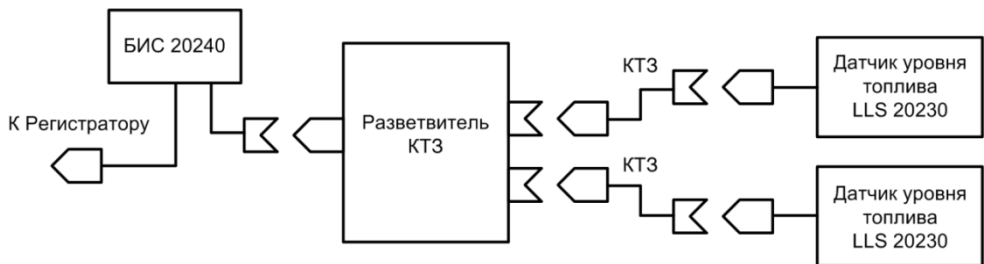 БИС 20240
К Регистратору
Разветвитель
КТЗ
КТЗ
КТЗ
Датчик уровня
топлива
LLS 20230
Датчик уровня
топлива
LLS 20230